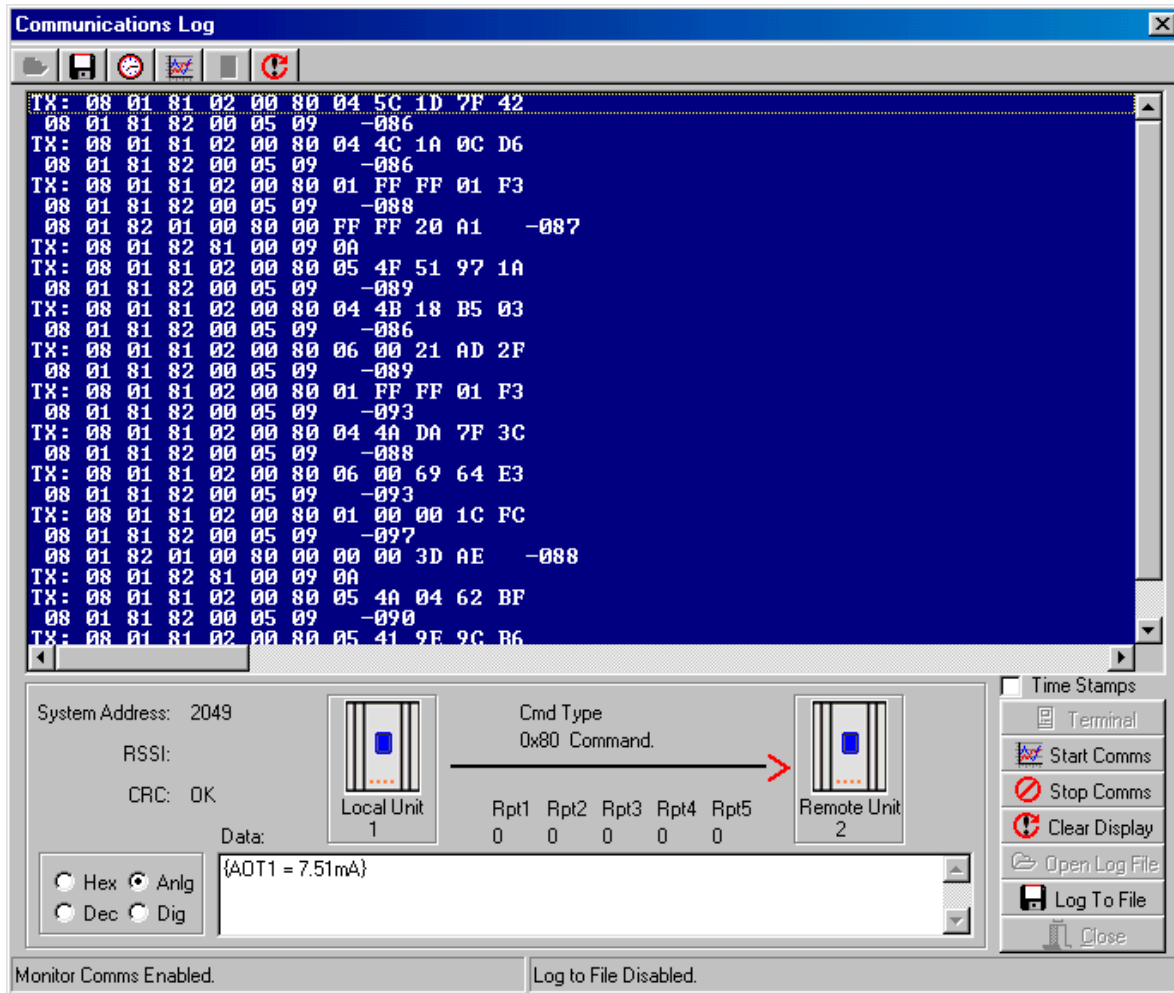 Communications Log
TX: 08 01 81 02 00 80 04 5C 1D 7F 42
08 01 81 82 00 05 09 -086
TX: 08 01 81 02 00 80 04 4C 1A 0C D6
08 01 81 82 00 05 09 -086
TX: 08 01 81 02 00 80 01 FF FF 01 F3
08 01 81 82 00 05 09 -088
08 01 82 01 00 80 00 FF FF 20 A1 -087
TX: 08 01 82 81 00 09 0A
TX: 08 01 81 02 00 80 05 4F 51 97 1A
08 01 81 82 00 05 09 -089
TX: 08 01 81 02 00 80 04 4B 18 B5 03
08 01 81 82 00 05 09 -086
TX: 08 01 81 02 00 80 06 00 21 AD 2F
08 01 81 82 00 05 09 -089
TX: 08 01 81 02 00 80 01 FF FF 01 F3
08 01 81 82 00 05 09 -093
TX: 08 01 81 02 00 80 04 4A DA 7F 3C
08 01 81 82 00 05 09 -088
TX: 08 01 81 02 00 80 06 00 69 64 E3
08 01 81 82 00 05 09 -093
TX: 08 01 81 02 00 80 01 00 00 1C FC
08 01 81 82 00 05 09 -097
08 01 82 01 00 80 00 00 00 3D AE -088
TX: 08 01 82 81 00 09 0A
TX: 08 01 81 02 00 80 05 4A 04 62 BF
08 01 81 82 00 05 09 -090
TX: 08 01 81 02 00 80 05 41 9E 9C B6
System Address: 2049
RSSI:
CRC: OK
Local Unit
1
Cmd Type
0x80 Command.
Rpt1 Rpt2 Rpt3 Rpt4 Rpt5
0 0 0 0 0
Remote Unit
2
Data:
Hex Anlg
Dec Dig
{AOT1 = 7.51mA}
Time Stamps
Terminal
Start Comms
Stop Comms
Clear Display
Open Log File
Log To File
Close
Monitor Comms Enabled.
Log to File Disabled.